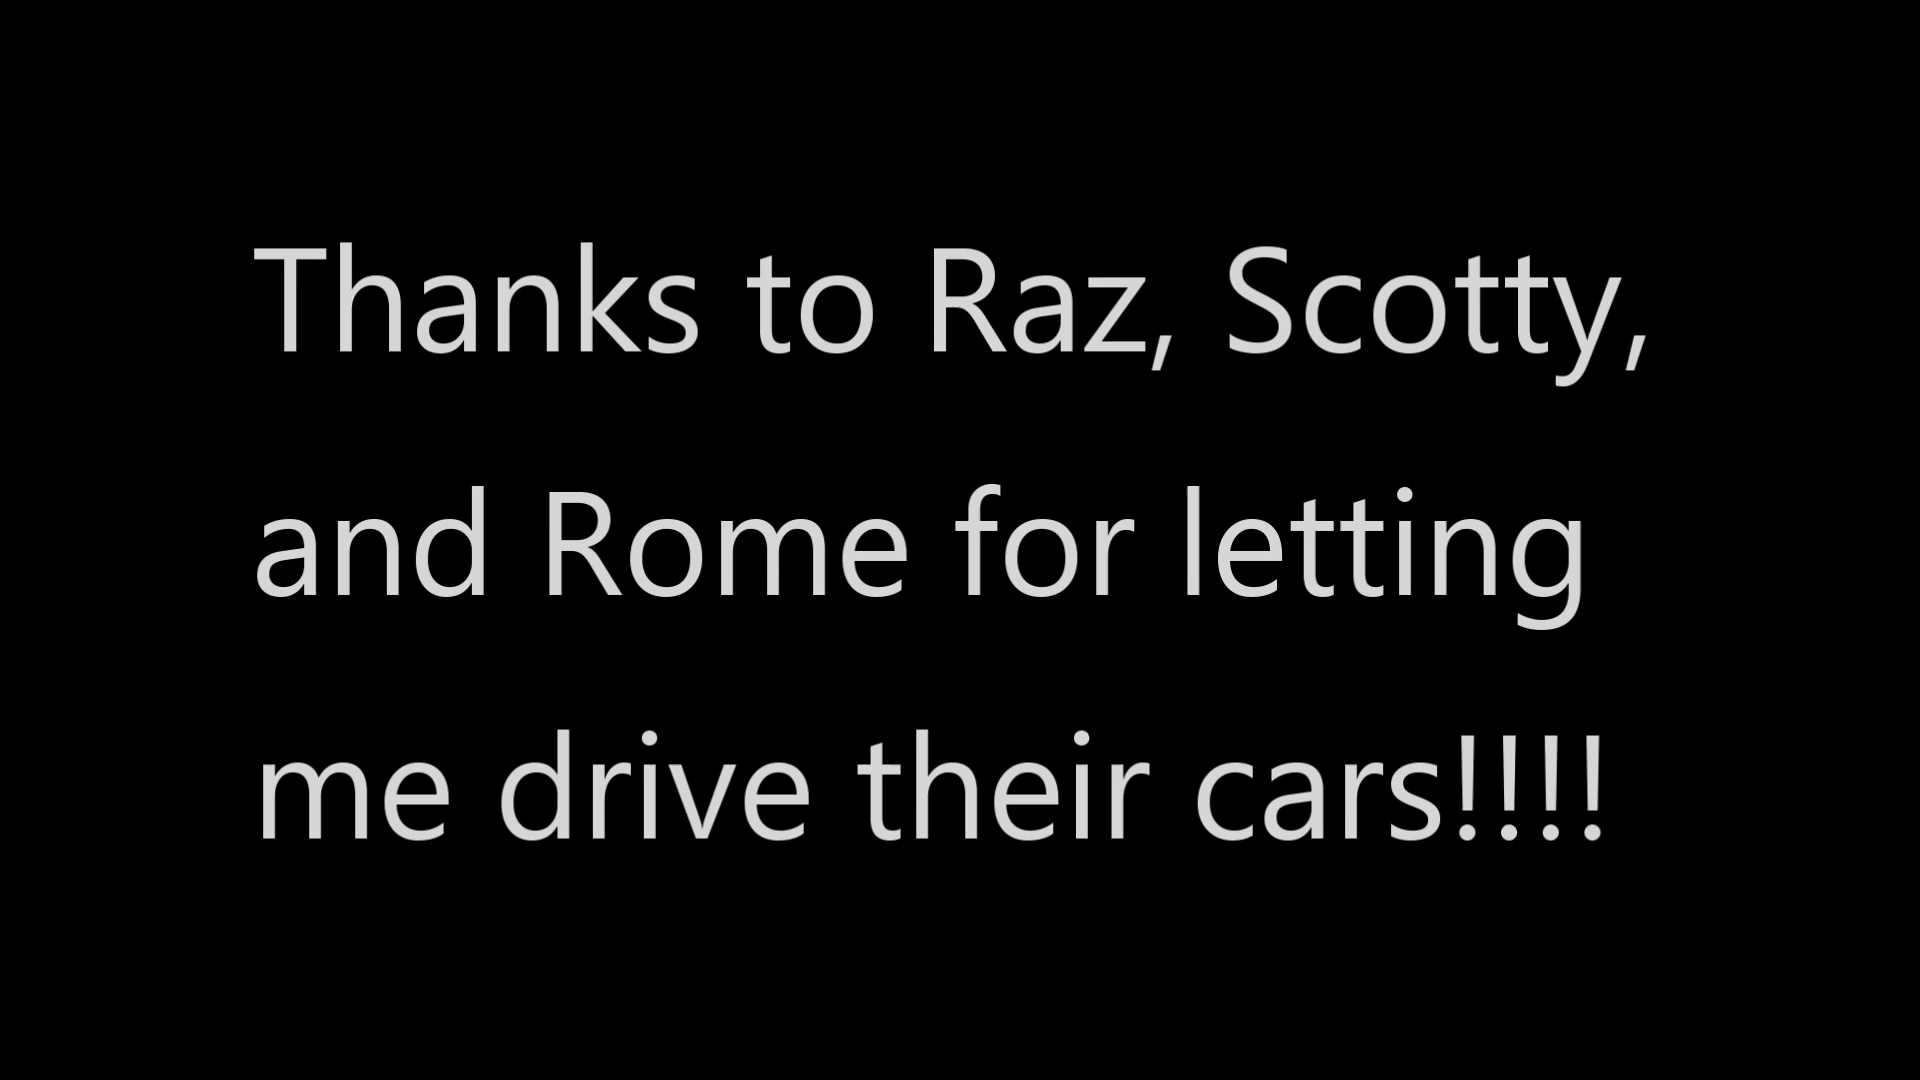 Thanks to Raz, Scotty,
and Rome for letting
me drive their cars!!!!